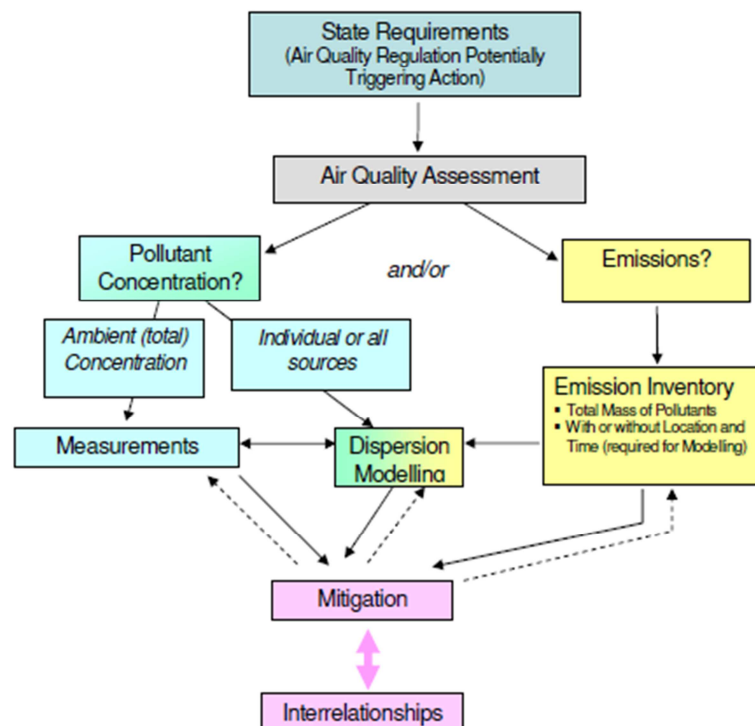 State Requirements
(Air Quality Regulation Potentially
Triggering Action)
Air Quality Assessment
Pollutant
Concentration?
and/or
Emissions?
Ambient (total)
Concentration
Individual or all
sources
Emission Inventory
▪ Total Mass of Pollutants
▪ With or without Location and
Time (required for Modelling)
Measurements
Dispersion
Modelling
Mitigation
Interrelationships